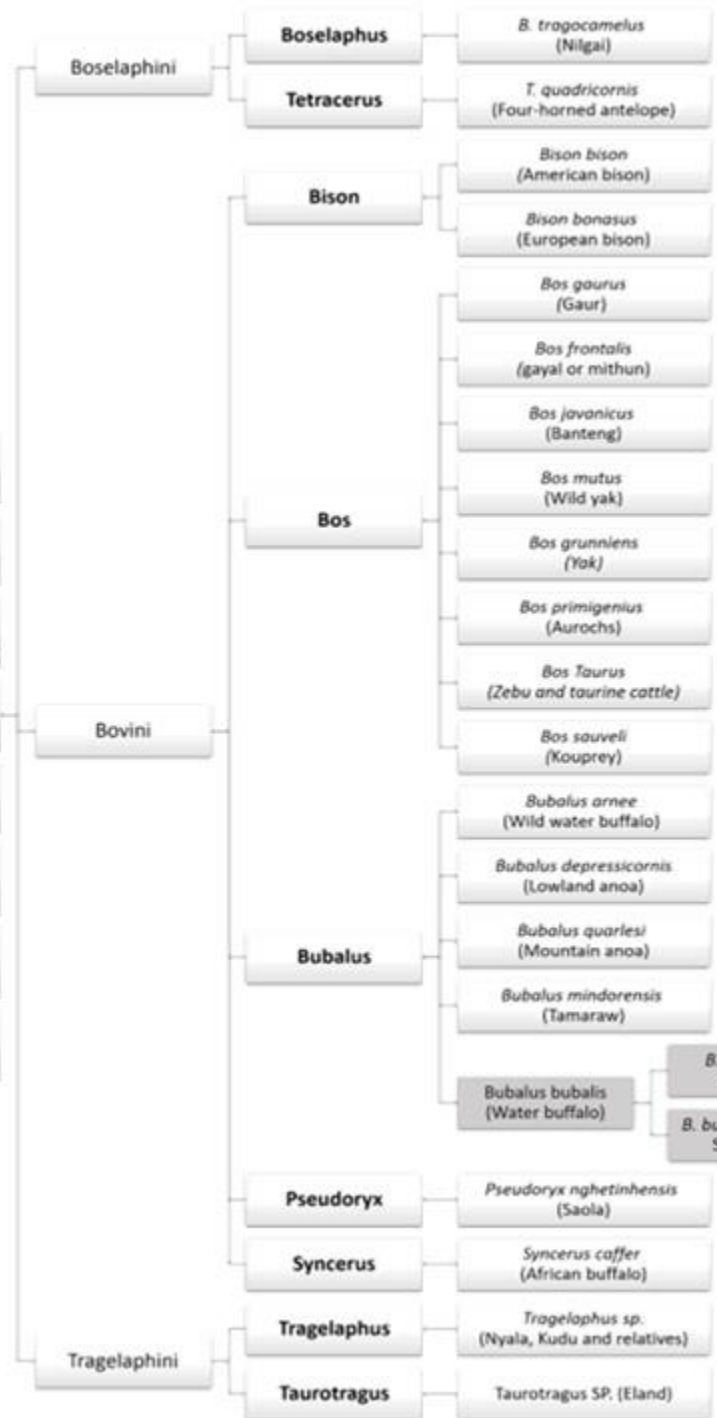 Boselaphini
Boselaphus
B. tragocamelus
(Nilgai)
Tetracerus
T. quadricornis
(Four-horned antelope)
Bovini
Bison
Bison bison
(American bison)
Bison bonasus
(European bison)
Bos
Bos gaurus
(Gaur)
Bos frontalis
(gayal or mithun)
Bos javanicus
(Banteng)
Bos mutus
(Wild yak)
Bos grunniens
(Yak)
Bos primigenius
(Aurochs)
Bos Taurus
(Zebu and taurine cattle)
Bos sauveli
(Kouprey)
Bubalus
Bubalus arnee
(Wild water buffalo)
Bubalus depressicornis
(Lowland anoa)
Bubalus quarlesi
(Mountain anoa)
Bubalus mindorensis
(Tamaraw)
Bubalus bubalis
(Water buffalo)
B.
B. bu
S
Pseudoryx
Pseudoryx nghetinhensis
(Saola)
Syncerus
Syncerus caffer
(African buffalo)
Tragelaphini
Tragelaphus
Tragelaphus sp.
(Nyala, Kudu and relatives)
Taurotragus
Taurotragus SP. (Eland)